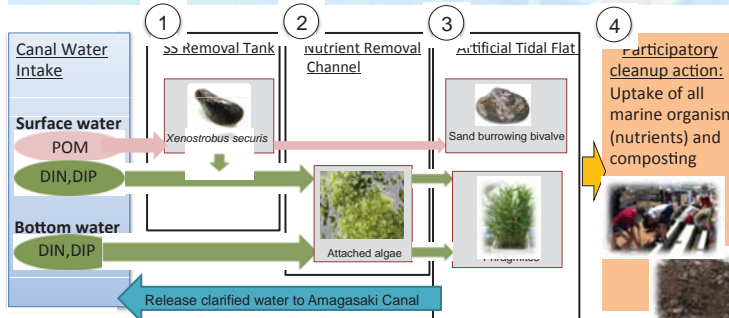 1
2
3
4
Canal Water
Intake
SS Removal Tank
Nutrient Removal
Channel
Artificial Tidal Flat
Participatory
cleanup action:
Uptake of all
marine organism
(nutrients) and
composting
Surface water
POM
DIN,DIP
Xenostrobus securis
Sand burrowing bivalve
Bottom water
DIN,DIP
Attached algae
Phragmites
Release clarified water to Amagasaki Canal